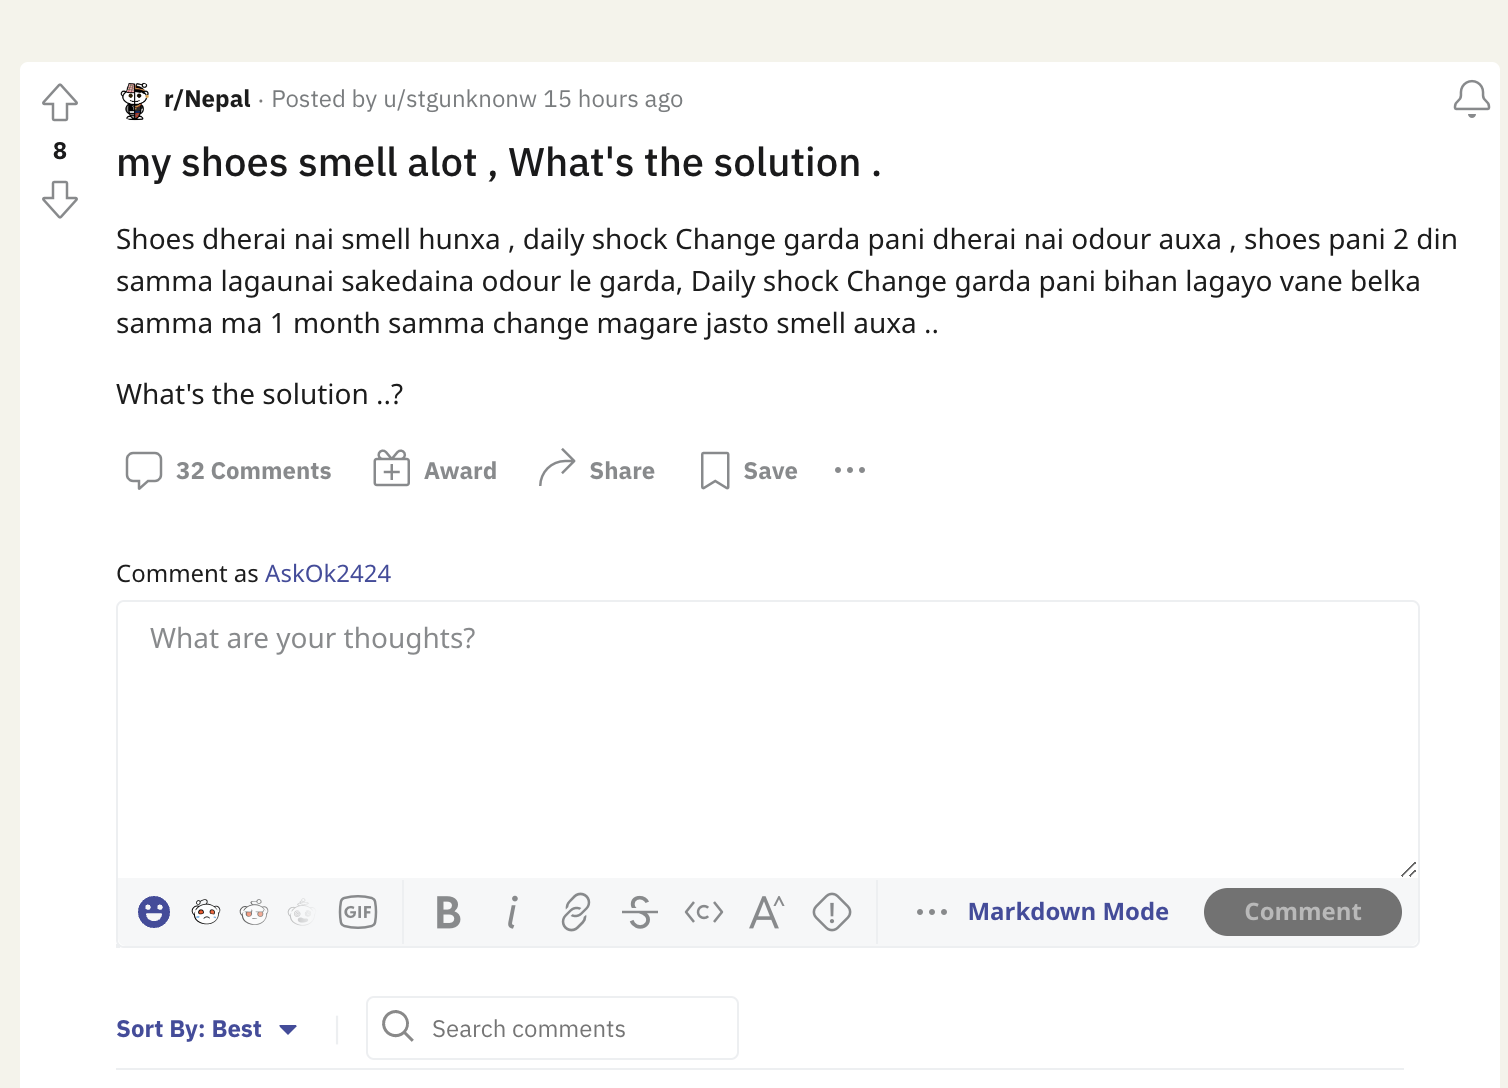 r/Nepal · Posted by u/stgunknonw 15 hours ago
8
my shoes smell alot , What's the solution .
Shoes dherai nai smell hunxa , daily shock Change garda pani dherai nai odour auxa , shoes pani 2 din
samma lagaunai sakedaina odour le garda, Daily shock Change garda pani bihan lagayo vane belka
samma ma 1 month samma change magare jasto smell auxa ..
What's the solution ..?
32 Comments Award Share Save
Comment as AskOk2424
What are your thoughts?
GIF B i S <c> A^ ! Markdown Mode Comment
Sort By: Best Search comments